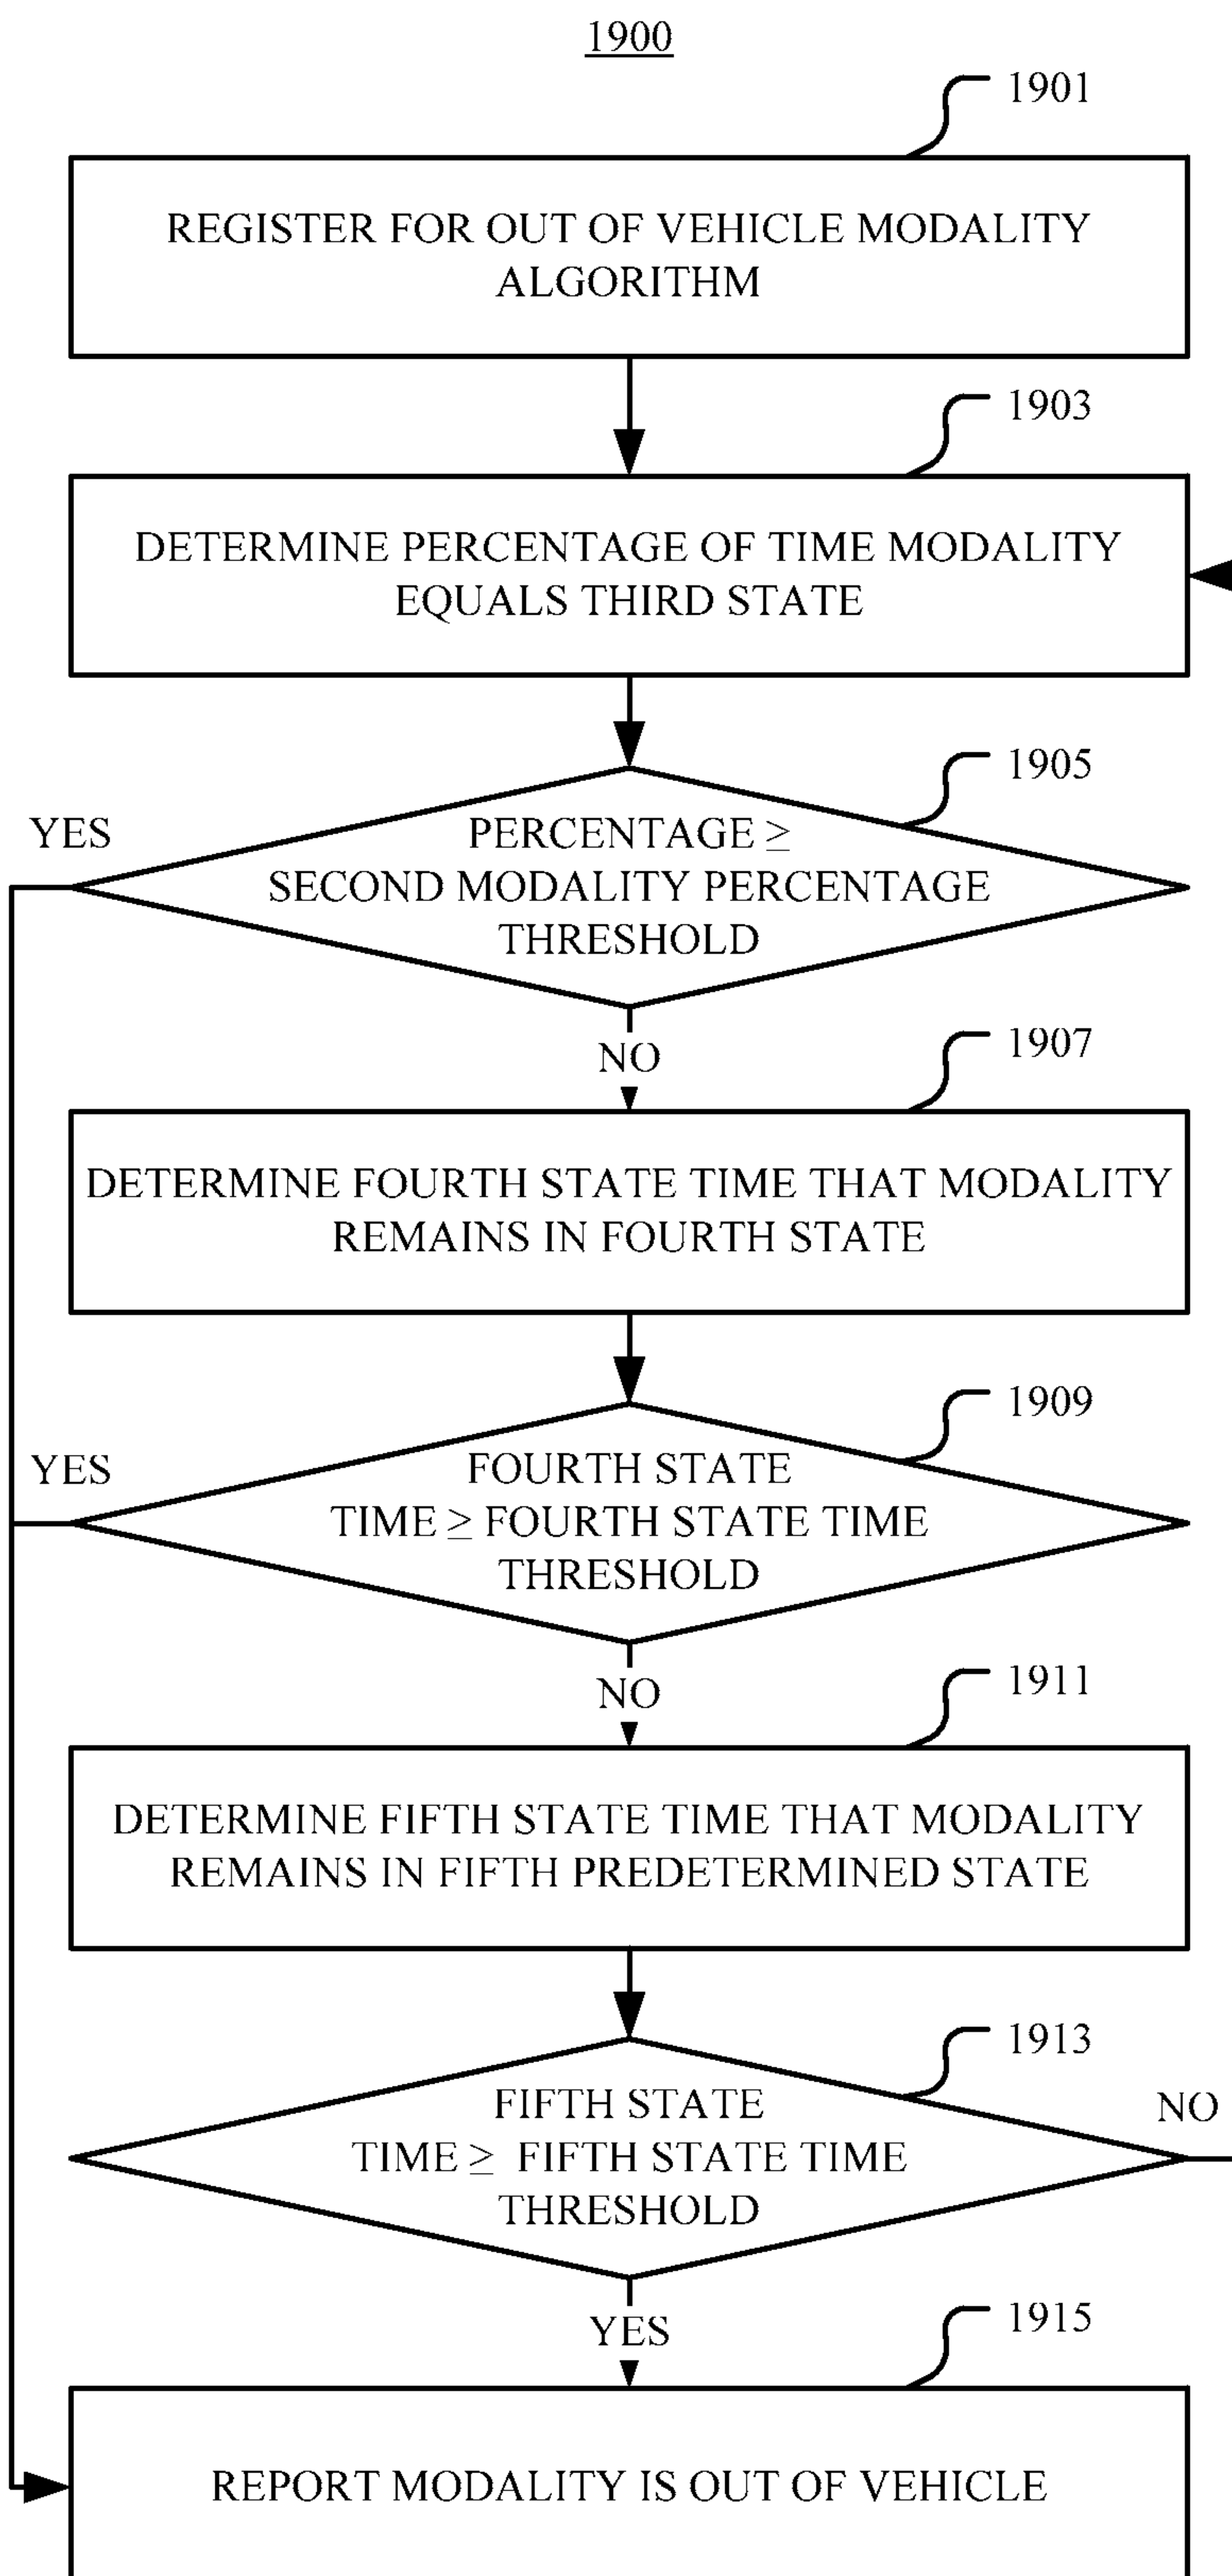 1900
1901
REGISTER FOR OUT OF VEHICLE MODALITY
ALGORITHM
1903
DETERMINE PERCENTAGE OF TIME MODALITY
EQUALS THIRD STATE
1905
YES
PERCENTAGE ≥
SECOND MODALITY PERCENTAGE
THRESHOLD
NO
1907
DETERMINE FOURTH STATE TIME THAT MODALITY
REMAINS IN FOURTH STATE
1909
YES
FOURTH STATE
TIME ≥ FOURTH STATE TIME
THRESHOLD
NO
1911
DETERMINE FIFTH STATE TIME THAT MODALITY
REMAINS IN FIFTH PREDETERMINED STATE
1913
NO
FIFTH STATE
TIME ≥ FIFTH STATE TIME
THRESHOLD
YES
1915
REPORT MODALITY IS OUT OF VEHICLE